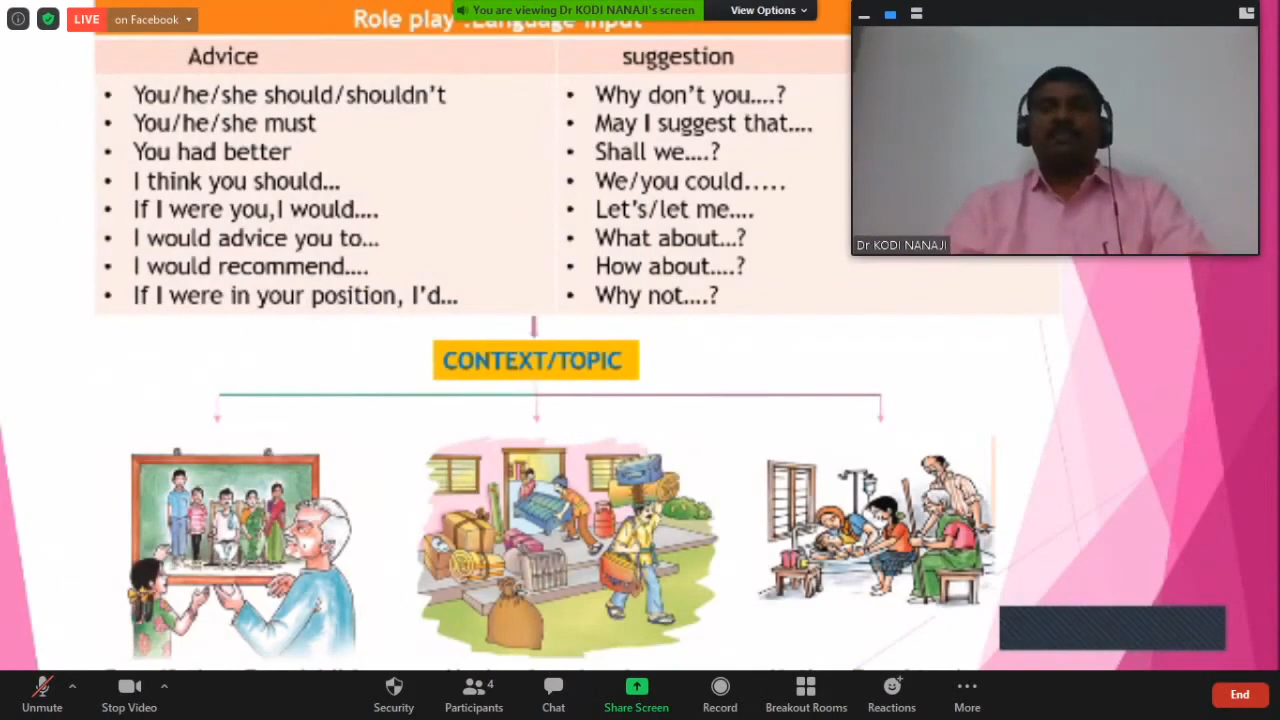 LIVE on Facebook
You are viewing Dr KODI NANAJI's screen
View Options
Role play :Language input
Advice
• You/he/she should/shouldn't
• You/he/she must
• You had better
• I think you should…
• If I were you,I would….
• I would advice you to…
• I would recommend….
• If I were in your position, I'd…
suggestion
• Why don't you….?
• May I suggest that….
• Shall we….?
• We/you could.....
• Let's/let me….
• What about…?
• How about….?
• Why not….?
Dr KODI NANAJI
CONTEXT/TOPIC
Unmute
Stop Video
Security
Participants 4
Chat
Share Screen
Record
Breakout Rooms
Reactions
More
End